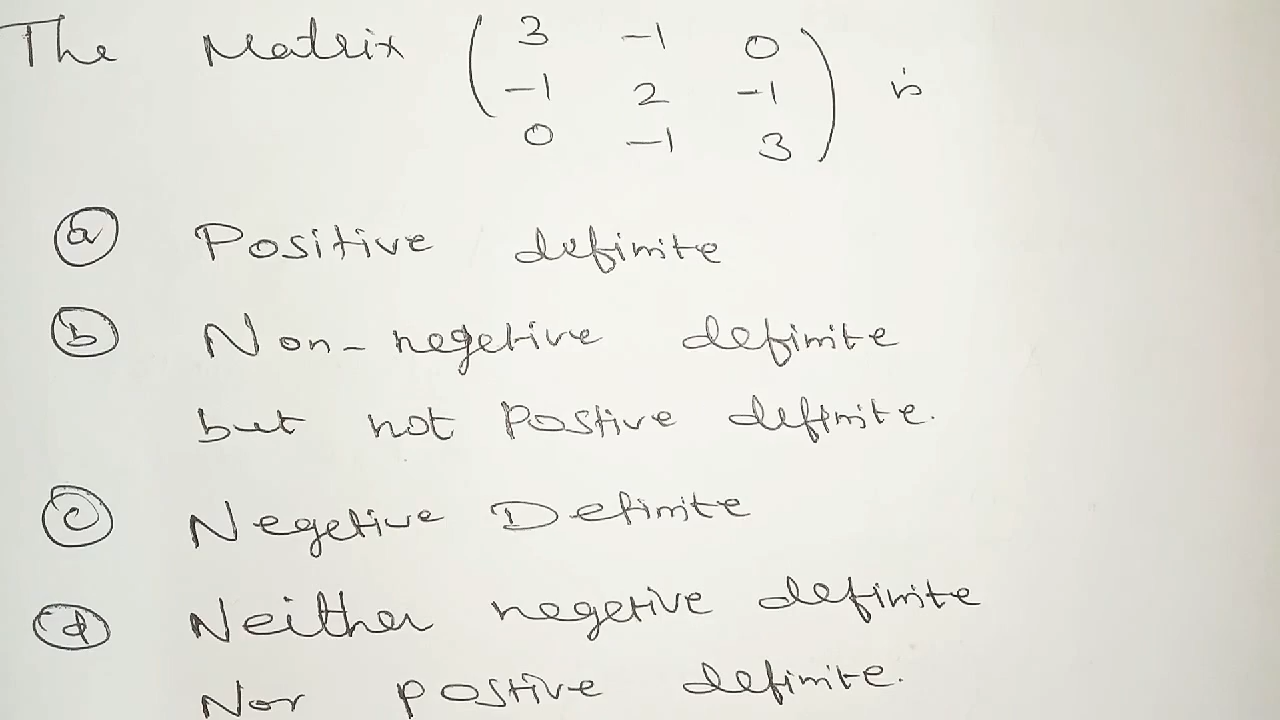 The Matrix ( 3 -1 0
-1 2 -1
0 -1 3 ) is
(a) Positive definite
(b) Non-negetive definite
but not Postive definite.
(c) Negetive Definite
(d) Neither negetive definite
Nor postive definite.